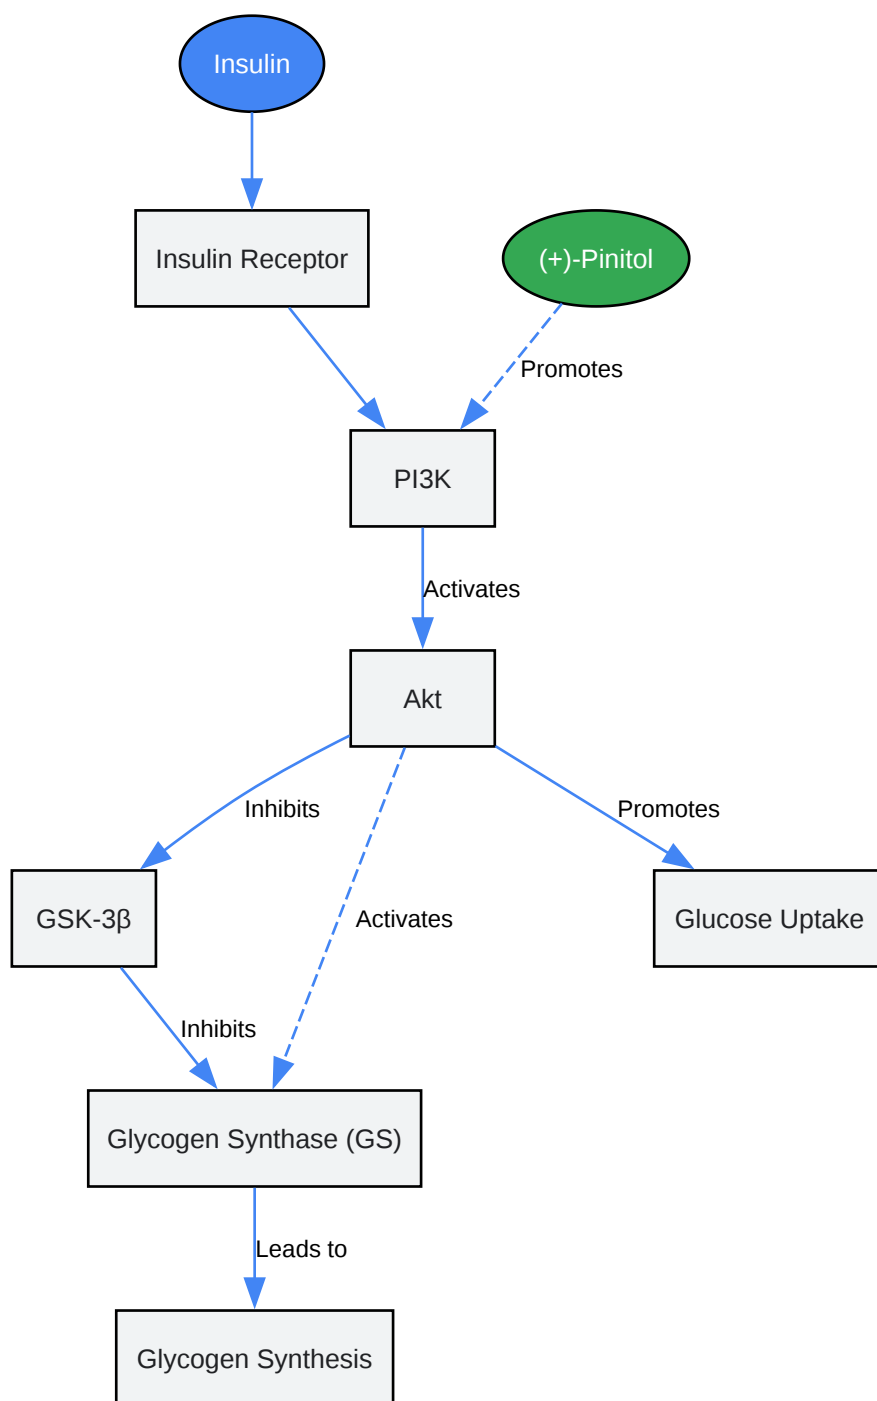 Insulin
Insulin Receptor
(+)-Pinitol
Promotes
PI3K
Activates
Akt
Inhibits
Promotes
GSK-3β
Activates
Glucose Uptake
Inhibits
Glycogen Synthase (GS)
Leads to
Glycogen Synthesis